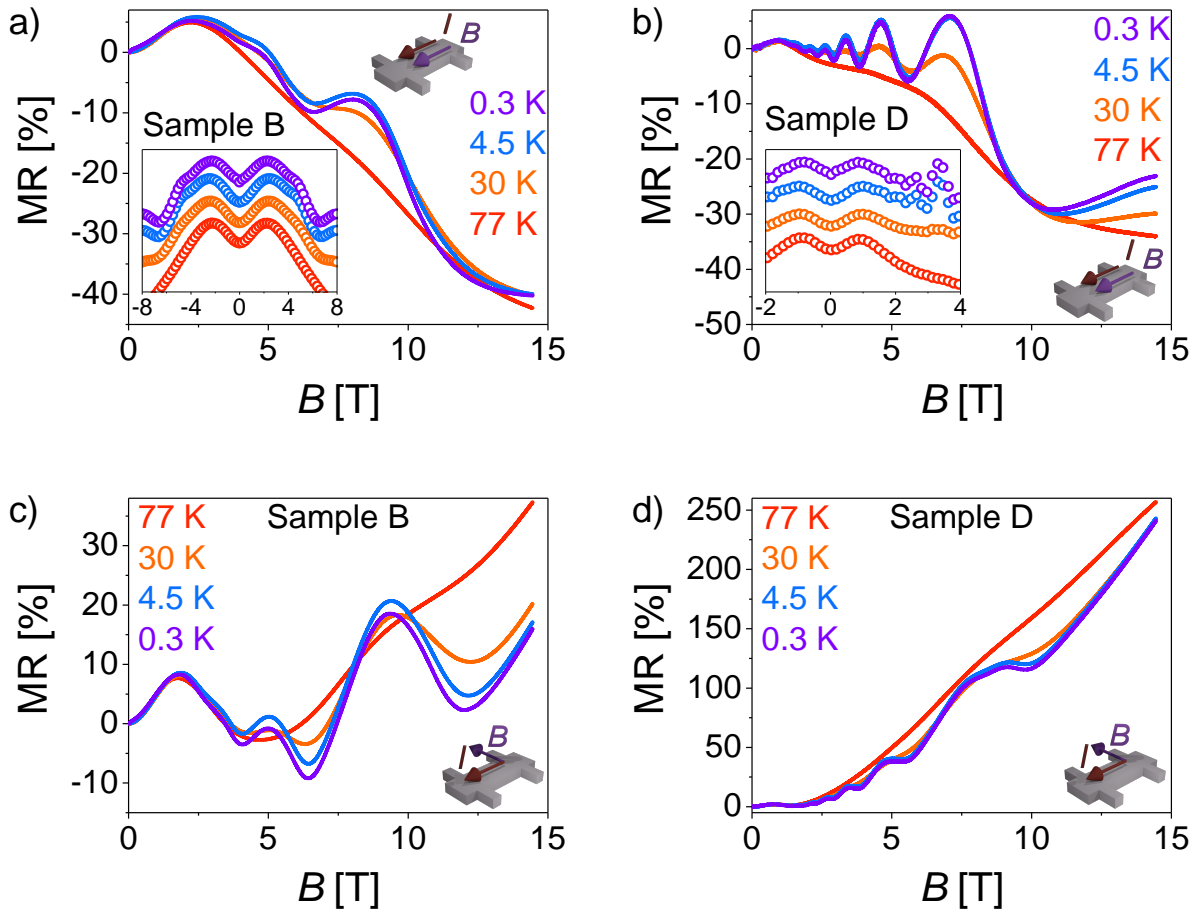 a)
MR [%]
0
-10
-20
-30
-40
I
B
0.3 K
4.5 K
30 K
77 K
Sample B
-8 -4 0 4 8
0 5 10 15
B [T]
b)
MR [%]
0
-10
-20
-30
-40
-50
0.3 K
4.5 K
30 K
77 K
Sample D
-2 0 2 4
I
B
0 5 10 15
B [T]
c)
MR [%]
30
20
10
0
-10
77 K
30 K
4.5 K
0.3 K
Sample B
I
B
0 5 10 15
B [T]
d)
MR [%]
250
200
150
100
50
0
77 K
30 K
4.5 K
0.3 K
Sample D
I
B
0 5 10 15
B [T]